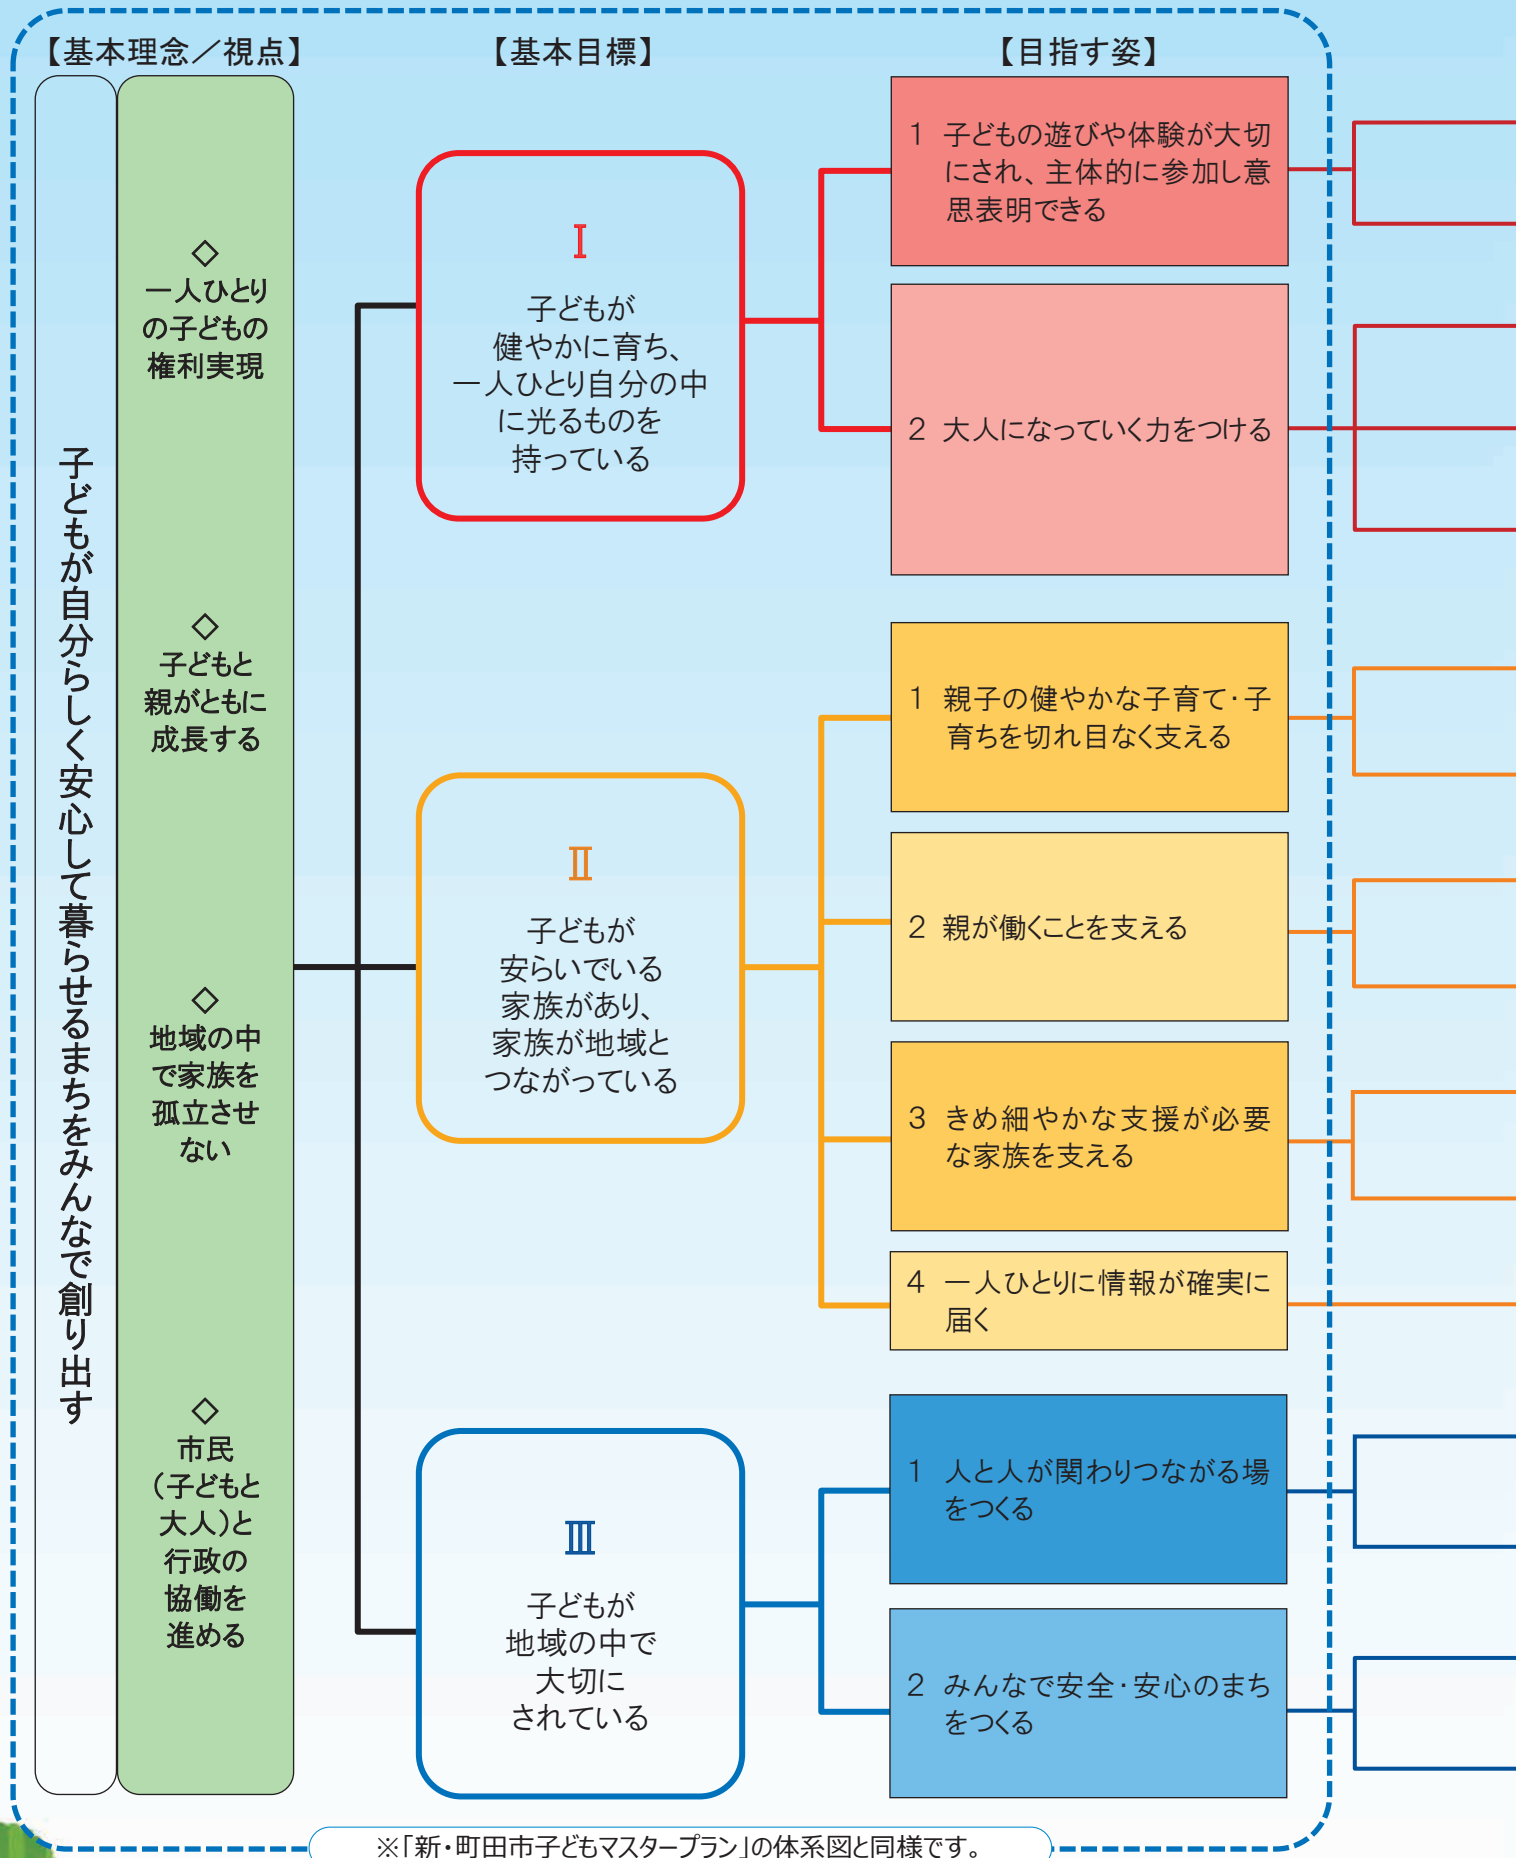 【基本理念／視点】
【基本目標】
【目指す姿】
子どもが自分らしく安心して暮らせるまちをみんなで創り出す
◇
一人ひとり
の子どもの
権利実現
◇
子どもと
親がともに
成長する
◇
地域の中
で家族を
孤立させ
ない
◇
市民
（子どもと
大人）と
行政の
協働を
進める
Ⅰ
子どもが
健やかに育ち、
一人ひとり自分の中
に光るものを
持っている
1 子どもの遊びや体験が大切
にされ、主体的に参加し意
思表明できる
2 大人になっていく力をつける
Ⅱ
子どもが
安らいでいる
家族があり、
家族が地域と
つながっている
1 親子の健やかな子育て・子
育ちを切れ目なく支える
2 親が働くことを支える
3 きめ細やかな支援が必要
な家族を支える
4 一人ひとりに情報が確実に
届く
Ⅲ
子どもが
地域の中で
大切に
されている
1 人と人が関わりつながる場
をつくる
2 みんなで安全・安心のまち
をつくる
※「新・町田市子どもマスタープラン」の体系図と同様です。